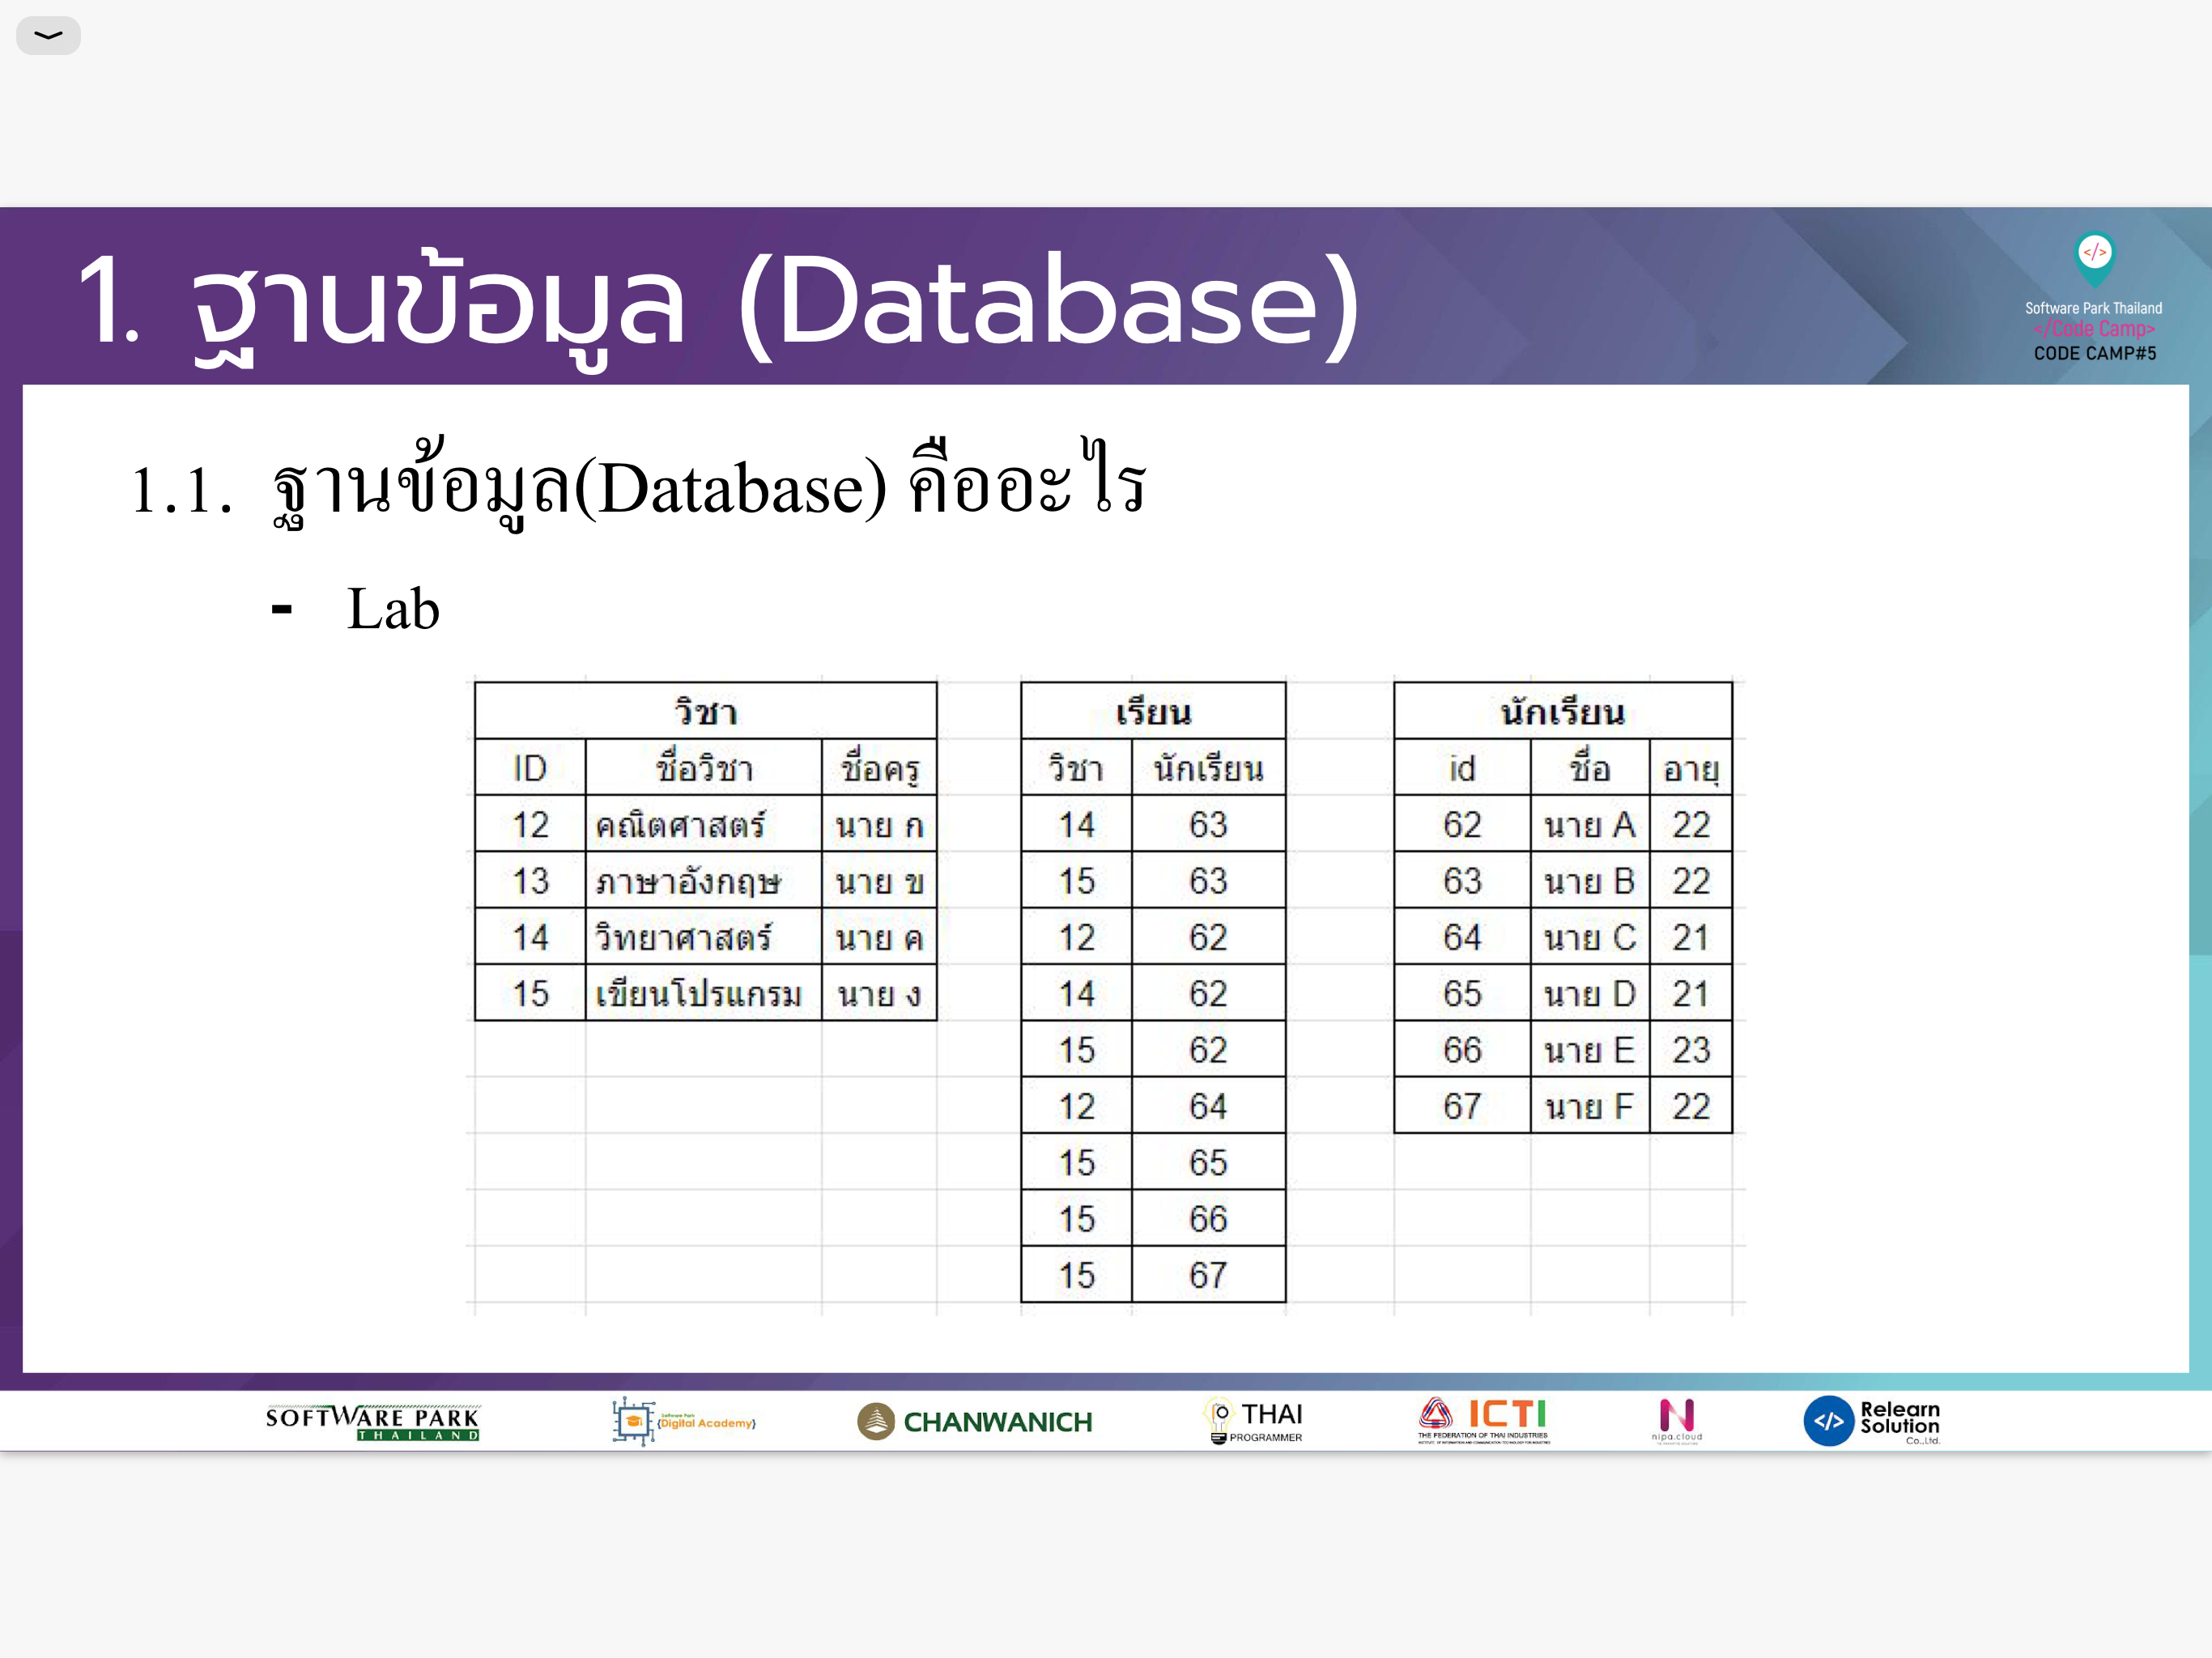 1. ฐานข้อมูล (Database)
Software Park Thailand
</Code Camp>
CODE CAMP#5
1.1. ฐานข้อมูล(Database) คืออะไร
- Lab
วิชา
ID ชื่อวิชา ชื่อครู
12 คณิตศาสตร์ นาย ก
13 ภาษาอังกฤษ นาย ข
14 วิทยาศาสตร์ นาย ค
15 เขียนโปรแกรม นาย ง
เรียน
วิชา นักเรียน
14 63
15 63
12 62
14 62
15 62
12 64
15 65
15 66
15 67
นักเรียน
id ชื่อ อายุ
62 นาย A 22
63 นาย B 22
64 นาย C 21
65 นาย D 21
66 นาย E 23
67 นาย F 22
SOFTWARE PARK
THAILAND
Software Park
{Digital Academy}
CHANWANICH
THAI
PROGRAMMER
ICTI
THE FEDERATION OF THAI INDUSTRIES
N
nipa.cloud
</>
Relearn
Solution
Co.,Ltd.